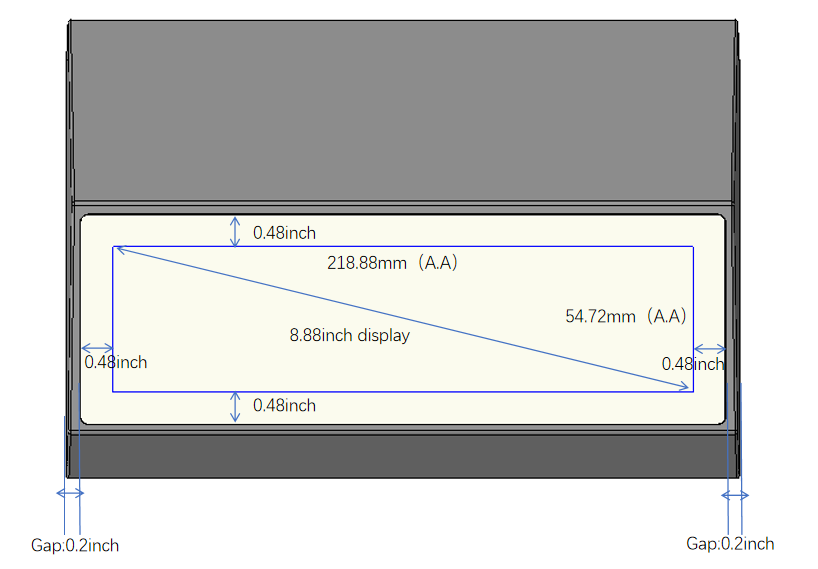 0.48inch
218.88mm（A.A）
54.72mm（A.A）
8.88inch display
0.48inch
0.48inch
0.48inch
Gap:0.2inch
Gap:0.2inch